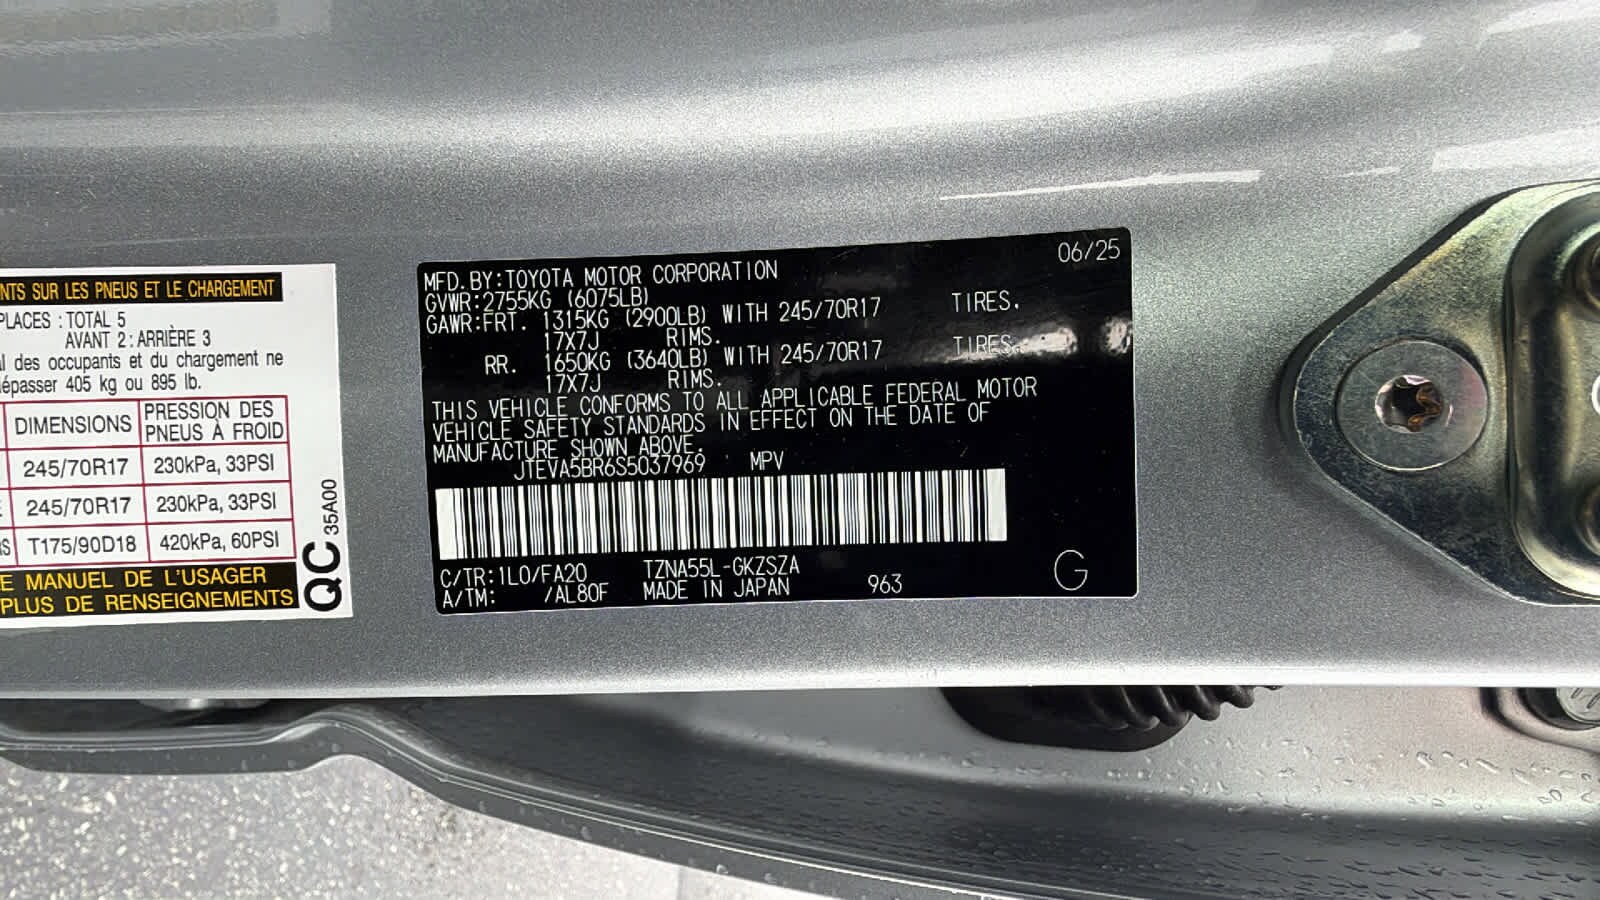 NTS SUR LES PNEUS ET LE CHARGEMENT
PLACES : TOTAL 5
AVANT 2 : ARRIÈRE 3
al des occupants et du chargement ne
dépasser 405 kg ou 895 lb.
DIMENSIONS PRESSION DES PNEUS À FROID
245/70R17 230kPa, 33PSI
E 245/70R17 230kPa, 33PSI
RS T175/90D18 420kPa, 60PSI
E MANUEL DE L'USAGER
PLUS DE RENSEIGNEMENTS
QC 35A00
06/25
MFD. BY: TOYOTA MOTOR CORPORATION
GVWR: 2755KG (6075LB)
GAWR: FRT. 1315KG (2900LB) WITH 245/70R17 TIRES.
17X7J RIMS.
RR. 1650KG (3640LB) WITH 245/70R17 TIRES.
17X7J RIMS.
THIS VEHICLE CONFORMS TO ALL APPLICABLE FEDERAL MOTOR
VEHICLE SAFETY STANDARDS IN EFFECT ON THE DATE OF
MANUFACTURE SHOWN ABOVE.
JTEVA5BR6S5037969 MPV
C/TR: 1L0/FA20 TZNA55L-GKZSZA
A/TM: /AL80F MADE IN JAPAN 963
G